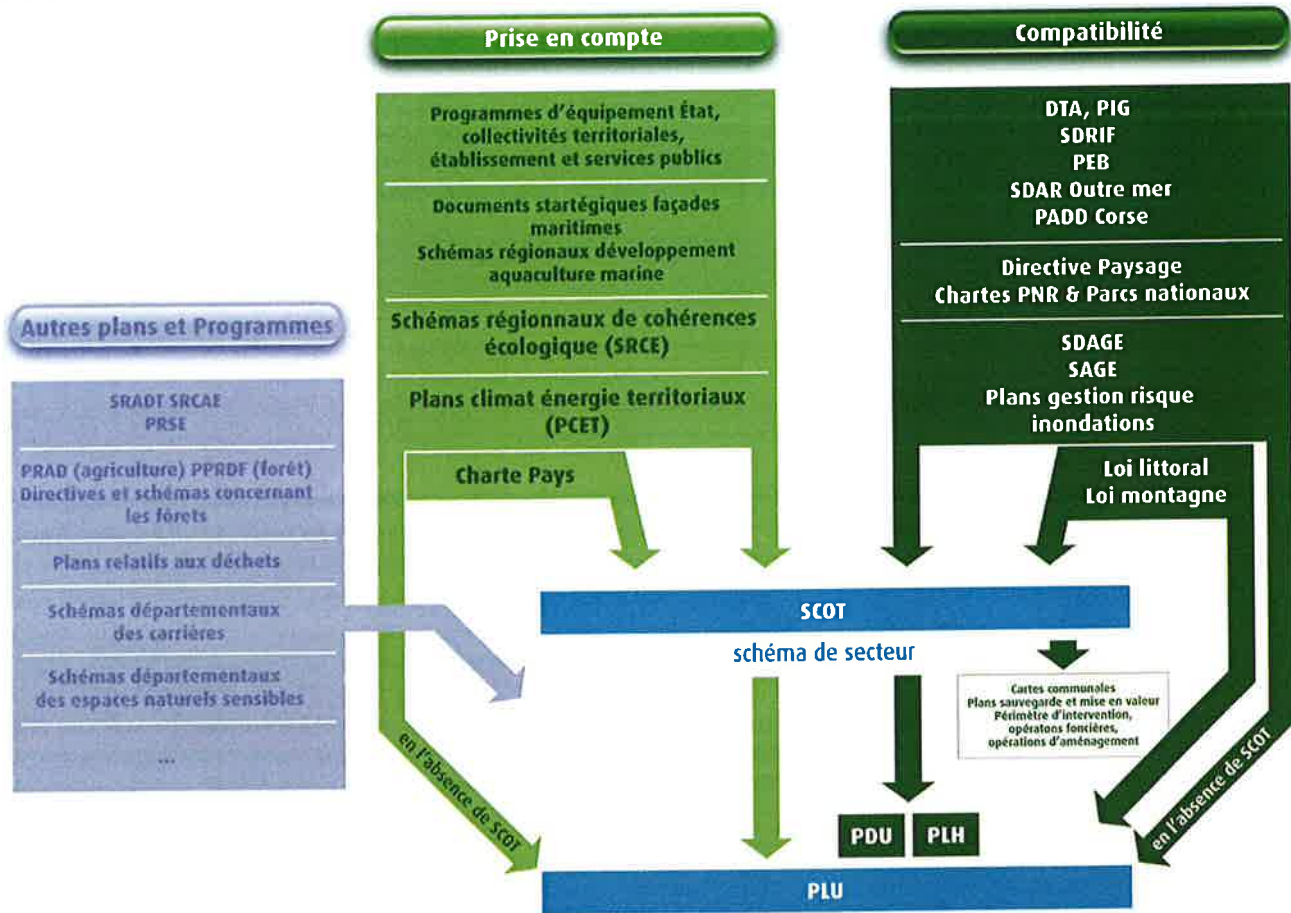 Prise en compte
Programmes d'équipement État,
collectivités territoriales,
établissement et services publics
Documents startégiques façades
maritimes
Schémas régionaux développement
aquaculture marine
Schémas régionnaux de cohérences
écologique (SRCE)
Plans climat énergie territoriaux
(PCET)
Charte Pays
Compatibilité
DTA, PIG
SDRIF
PEB
SDAR Outre mer
PADD Corse
Directive Paysage
Chartes PNR & Parcs nationaux
SDAGE
SAGE
Plans gestion risque
inondations
Loi littoral
Loi montagne
Autres plans et Programmes
SRADT SRCAE
PRSE
PRAD (agriculture) PPRDF (forêt)
Directives et schémas concernant
les fôrets
Plans relatifs aux déchets
Schémas départementaux
des carrières
Schémas départementaux
des espaces naturels sensibles
...
SCOT
schéma de secteur
Cartes communales
Plans sauvegarde et mise en valeur
Périmètre d'intervention,
opératons foncières,
opérations d'aménagement
en l'absence de SCOT
en l'absence de SCOT
PDU
PLH
PLU